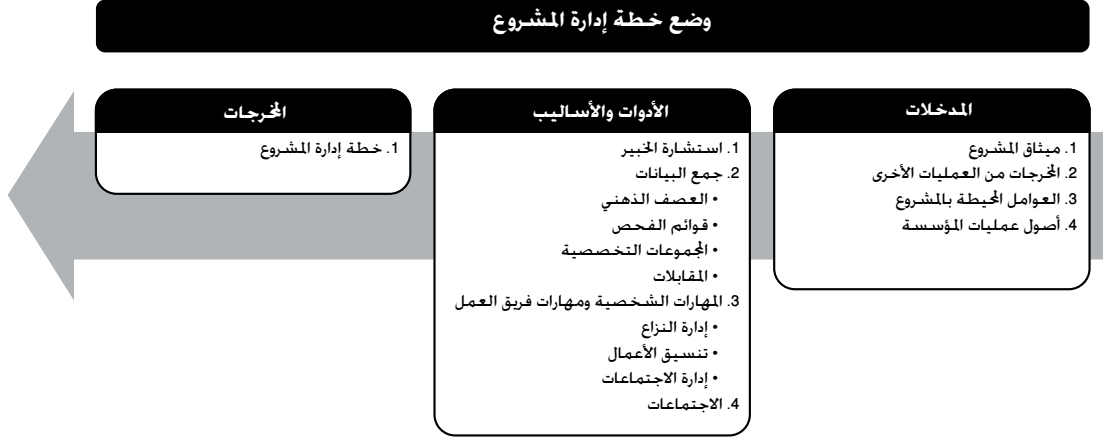 وضع خطة إدارة المشروع
المدخلات
1. ميثاق المشروع
2. المخرجات من العمليات الأخرى
3. العوامل المحيطة بالمشروع
4. أصول عمليات المؤسسة
الأدوات والأساليب
1. استشارة الخبير
2. جمع البيانات
• العصف الذهني
• قوائم الفحص
• المجموعات التخصصية
• المقابلات
3. المهارات الشخصية ومهارات فريق العمل
• إدارة النزاع
• تنسيق الأعمال
• إدارة الاجتماعات
4. الاجتماعات
المخرجات
1. خطة إدارة المشروع